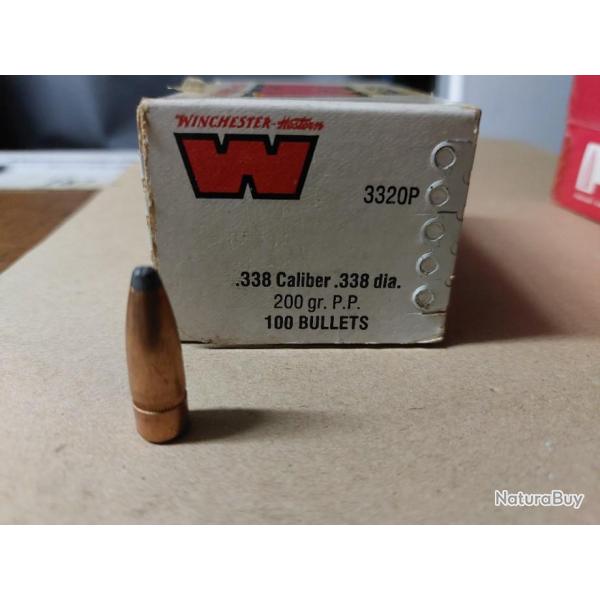 WINCHESTER-Western
W
3320P
.338 Caliber .338 dia.
200 gr. P.P.
100 BULLETS
NaturaBuy